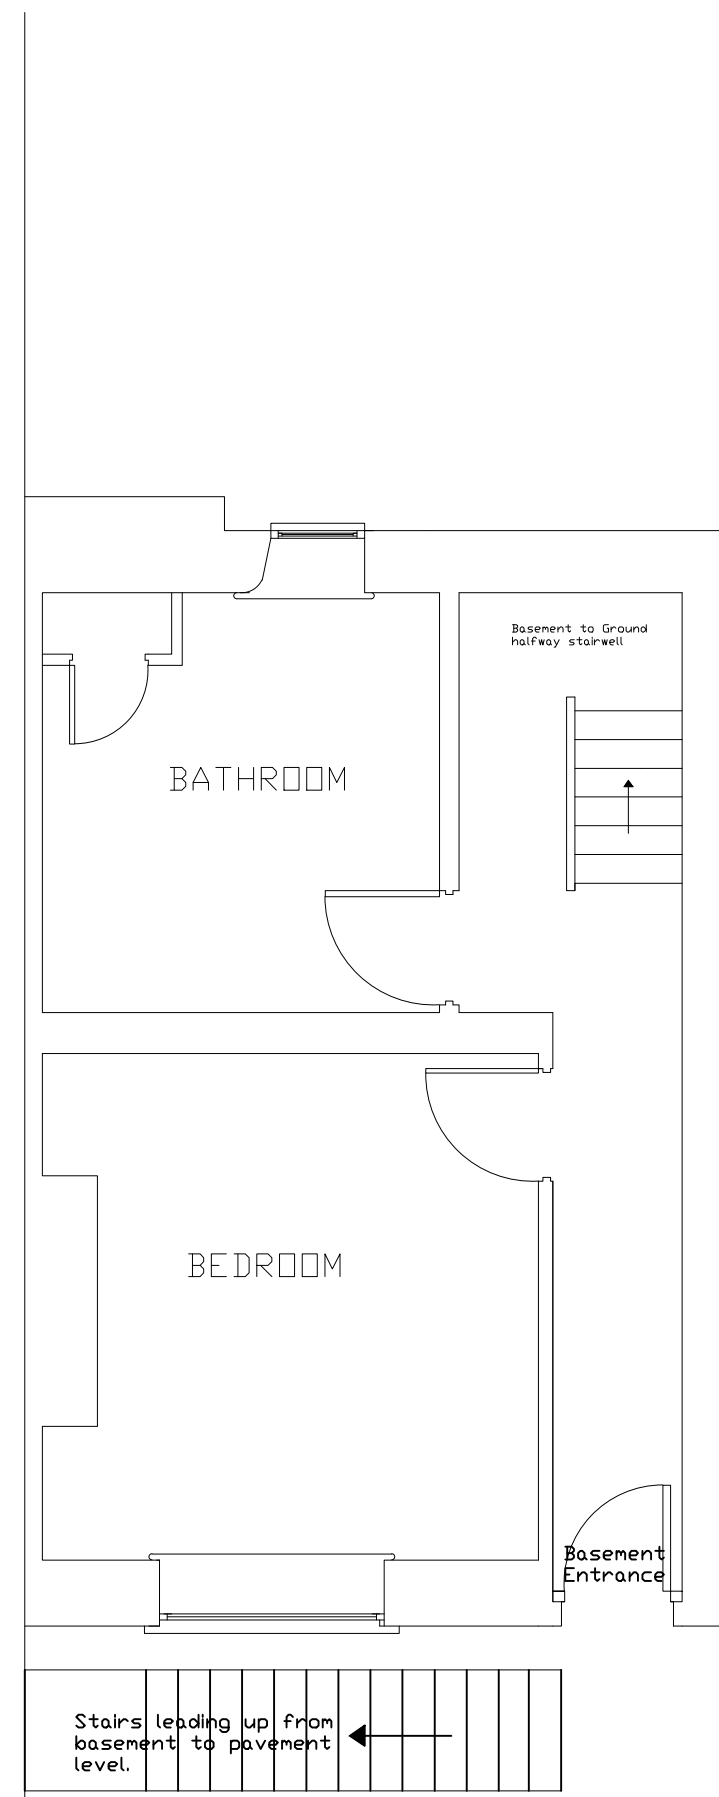 Basement to Ground
halfway stairwell
BATHROOM
BEDROOM
Basement
Entrance
Stairs leading up from
basement to pavement
level.